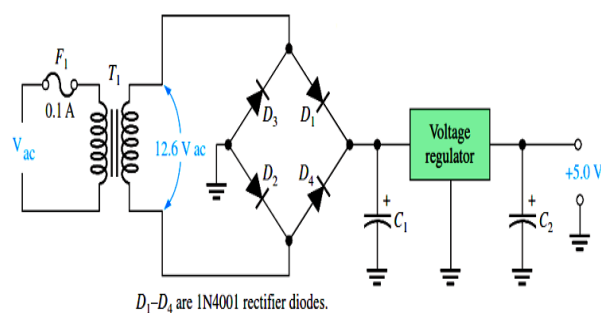 F₁
T₁
0.1 A
V ac
12.6 V ac
D₃
D₁
D₂
D₄
Voltage
regulator
+
C₁
+
C₂
+5.0 V
D₁–D₄ are 1N4001 rectifier diodes.